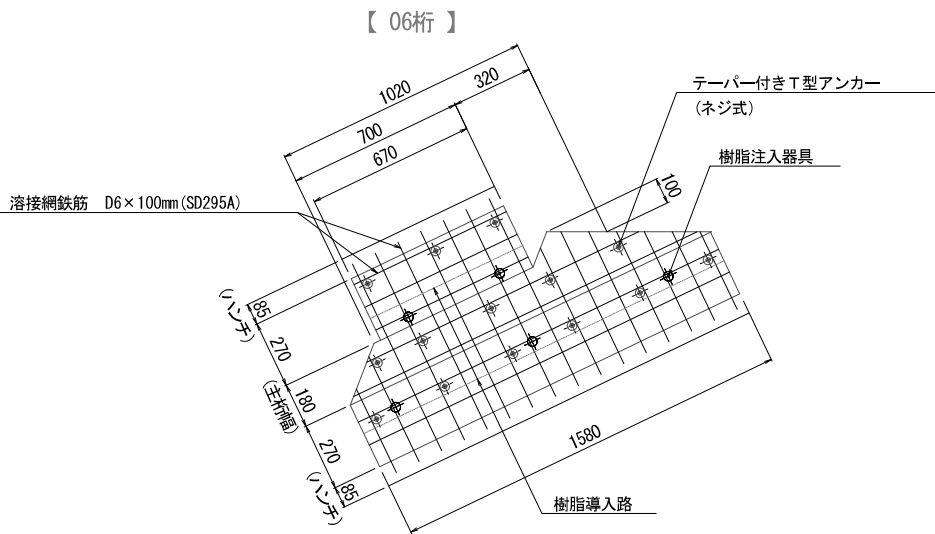 【 06桁 】
1020
320
700
670
テーパー付きT型アンカー
(ネジ式)
樹脂注入器具
100
溶接網鉄筋 D6×100mm(SD295A)
85
(ハンチ)
270
180
(主桁幅)
270
85
(ハンチ)
1580
樹脂導入路